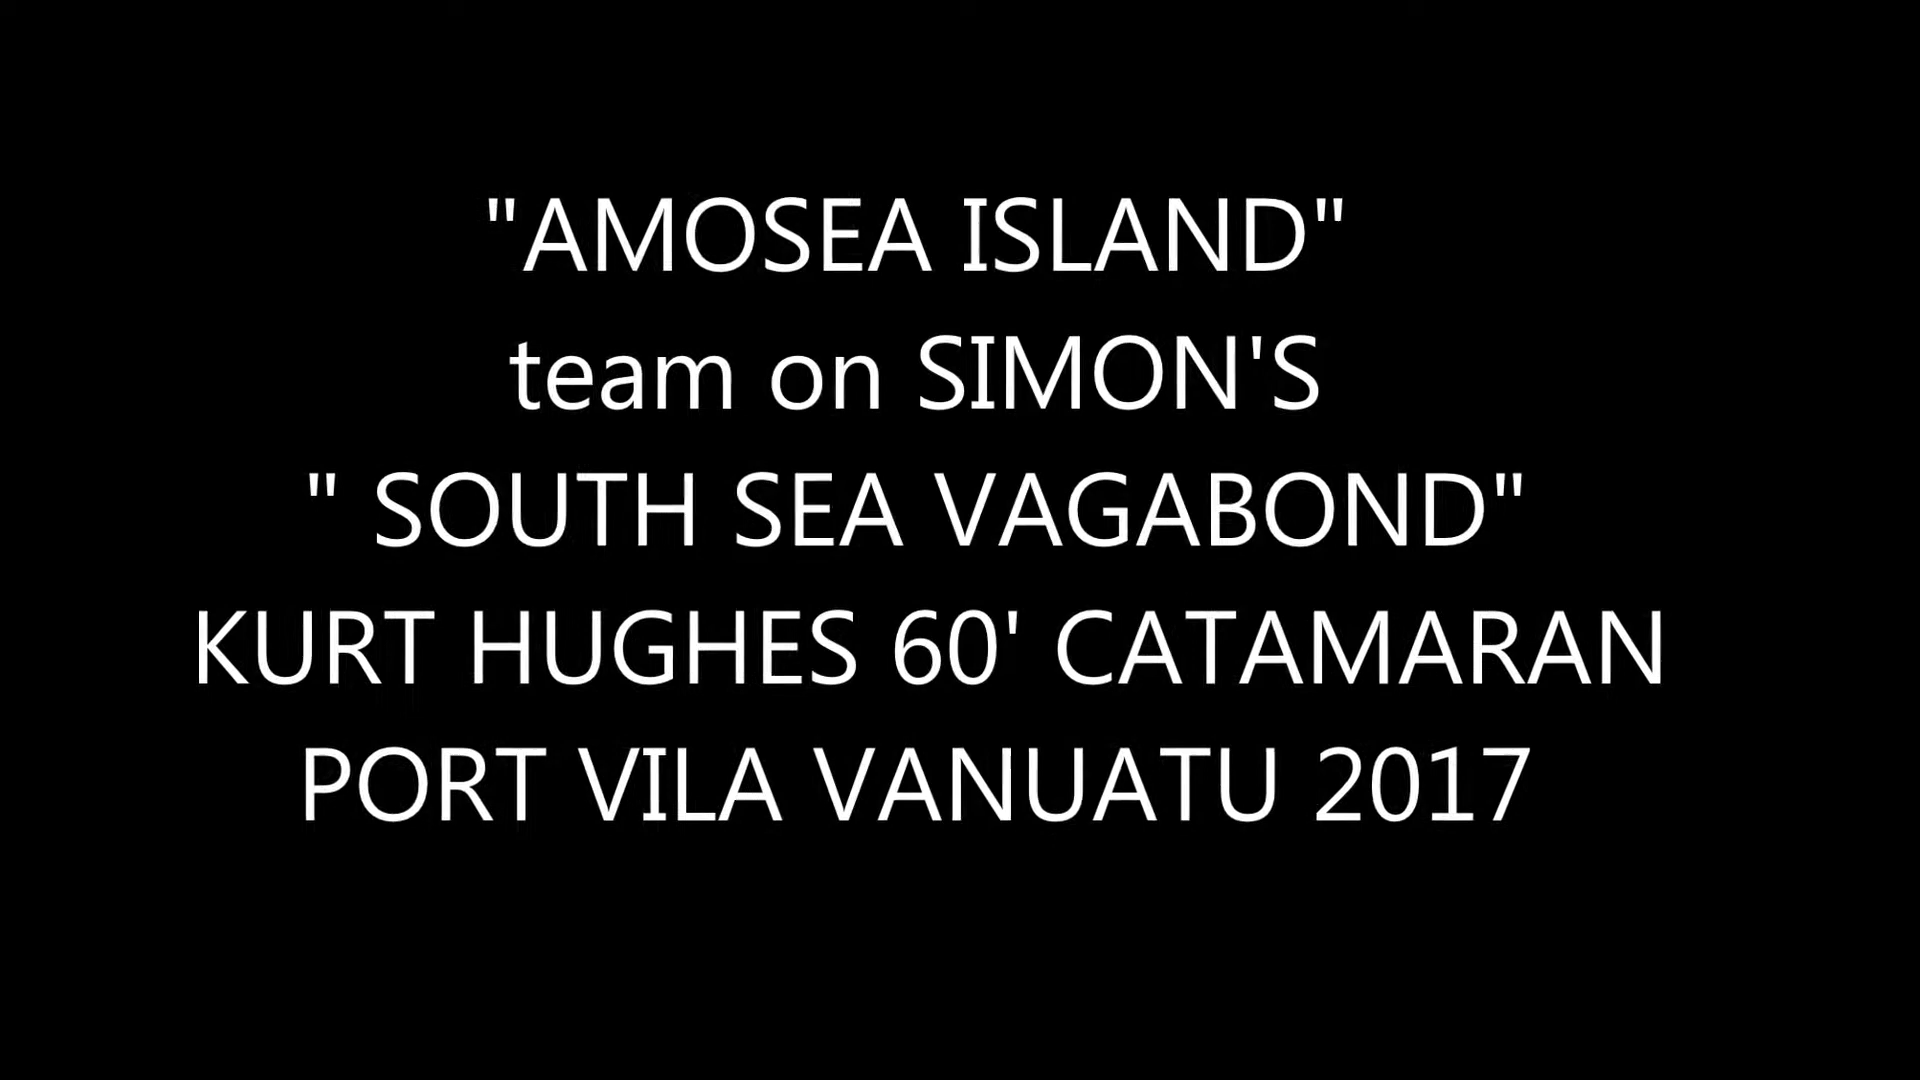 "AMOSEA ISLAND"
team on SIMON'S
" SOUTH SEA VAGABOND"
KURT HUGHES 60' CATAMARAN
PORT VILA VANUATU 2017